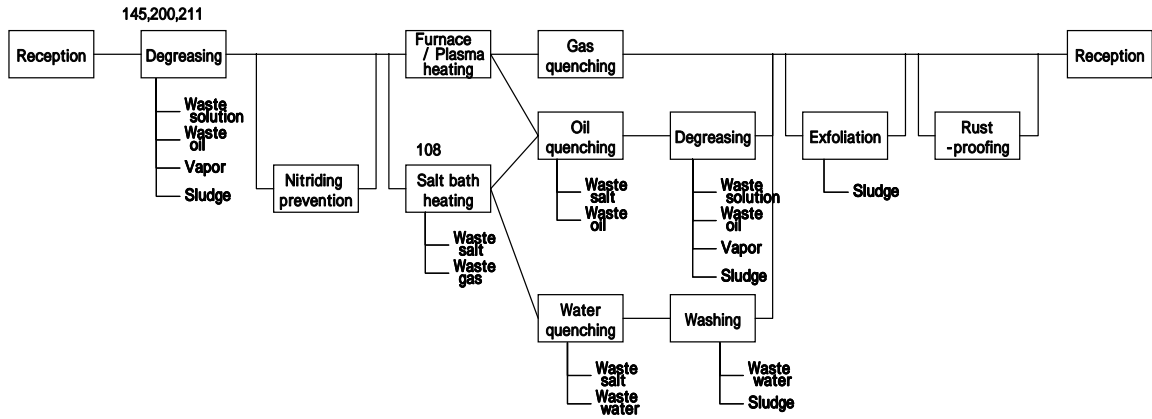 145,200,211
Reception
Degreasing
Waste
solution
Waste
oil
Vapor
Sludge
Nitriding
prevention
Furnace
/ Plasma
heating
108
Salt bath
heating
Waste
salt
Waste
gas
Gas
quenching
Oil
quenching
Waste
salt
Waste
oil
Degreasing
Waste
solution
Waste
oil
Vapor
Sludge
Water
quenching
Waste
salt
Waste
water
Washing
Waste
water
Sludge
Exfoliation
Sludge
Rust
-proofing
Reception